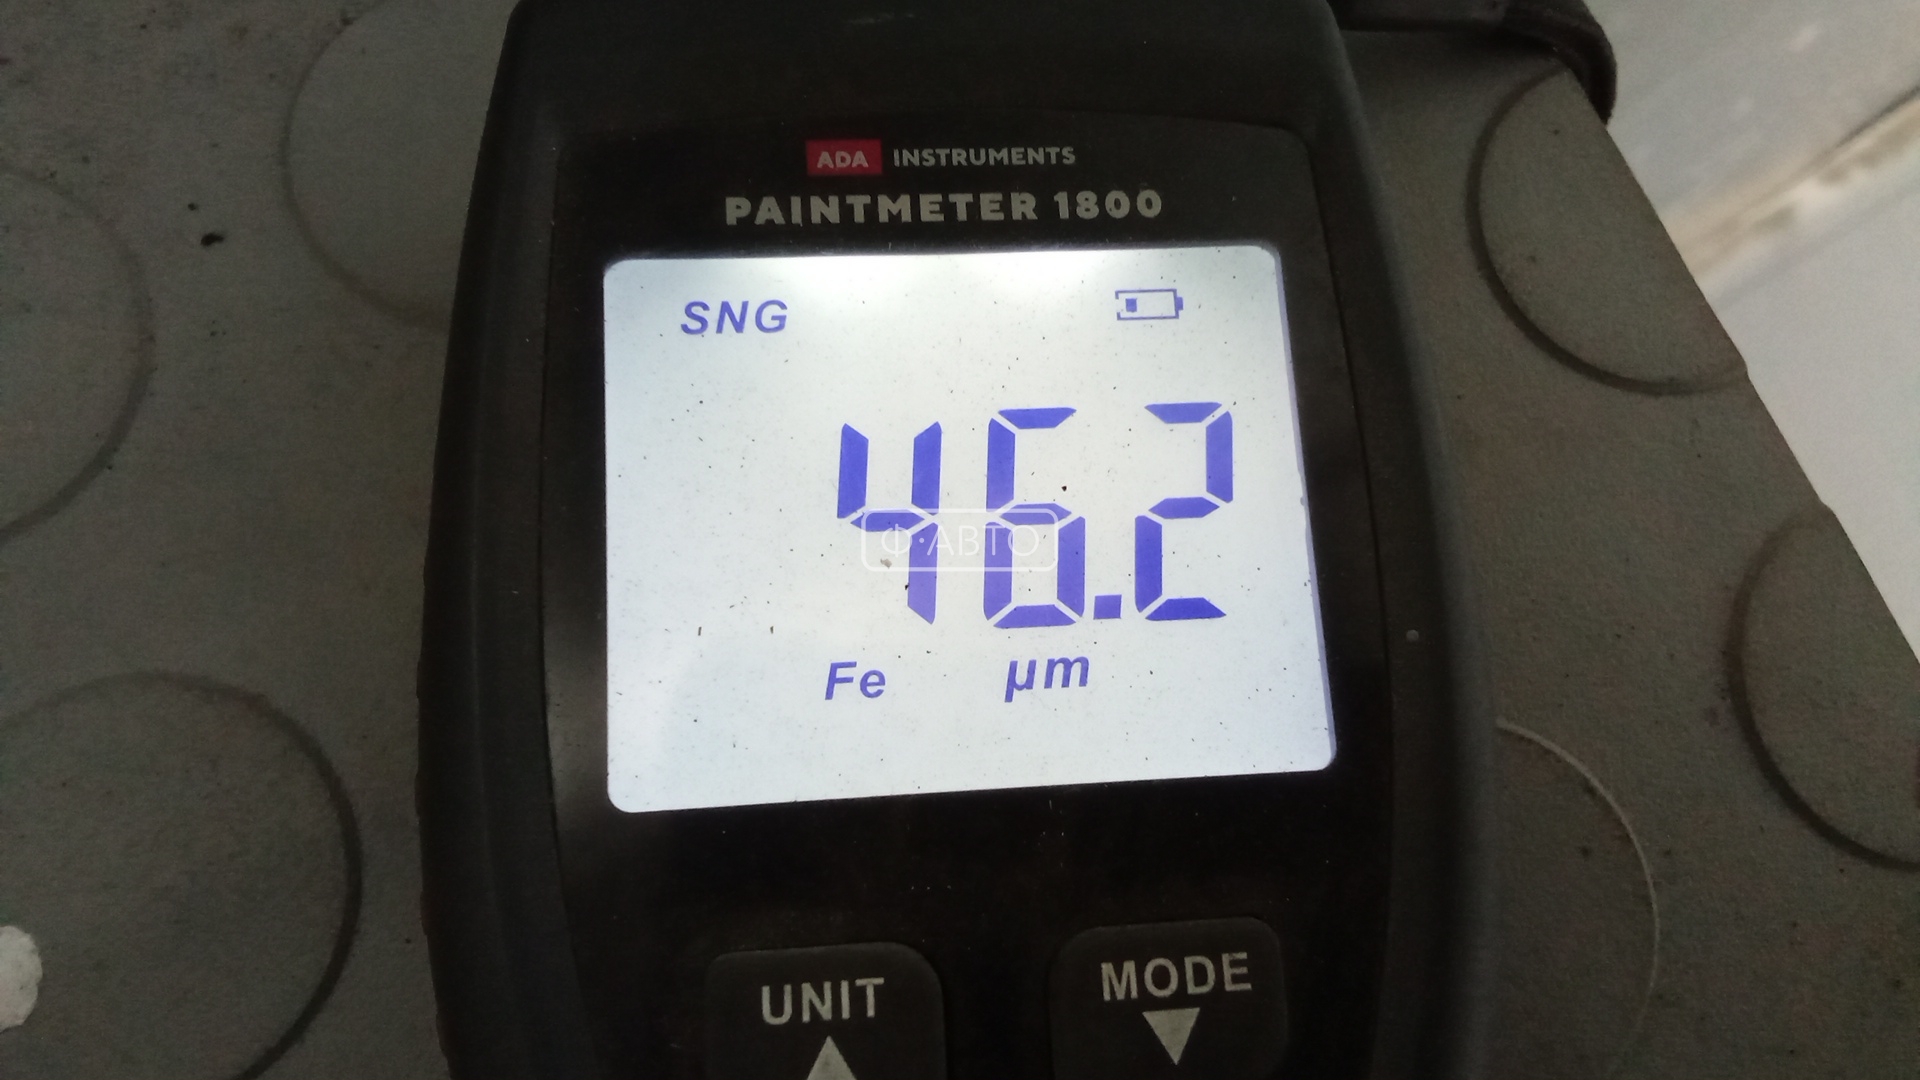 ADA INSTRUMENTS
PAINTMETER 1800
SNG
46.2
Ф·АВТО
Fe µm
UNIT MODE